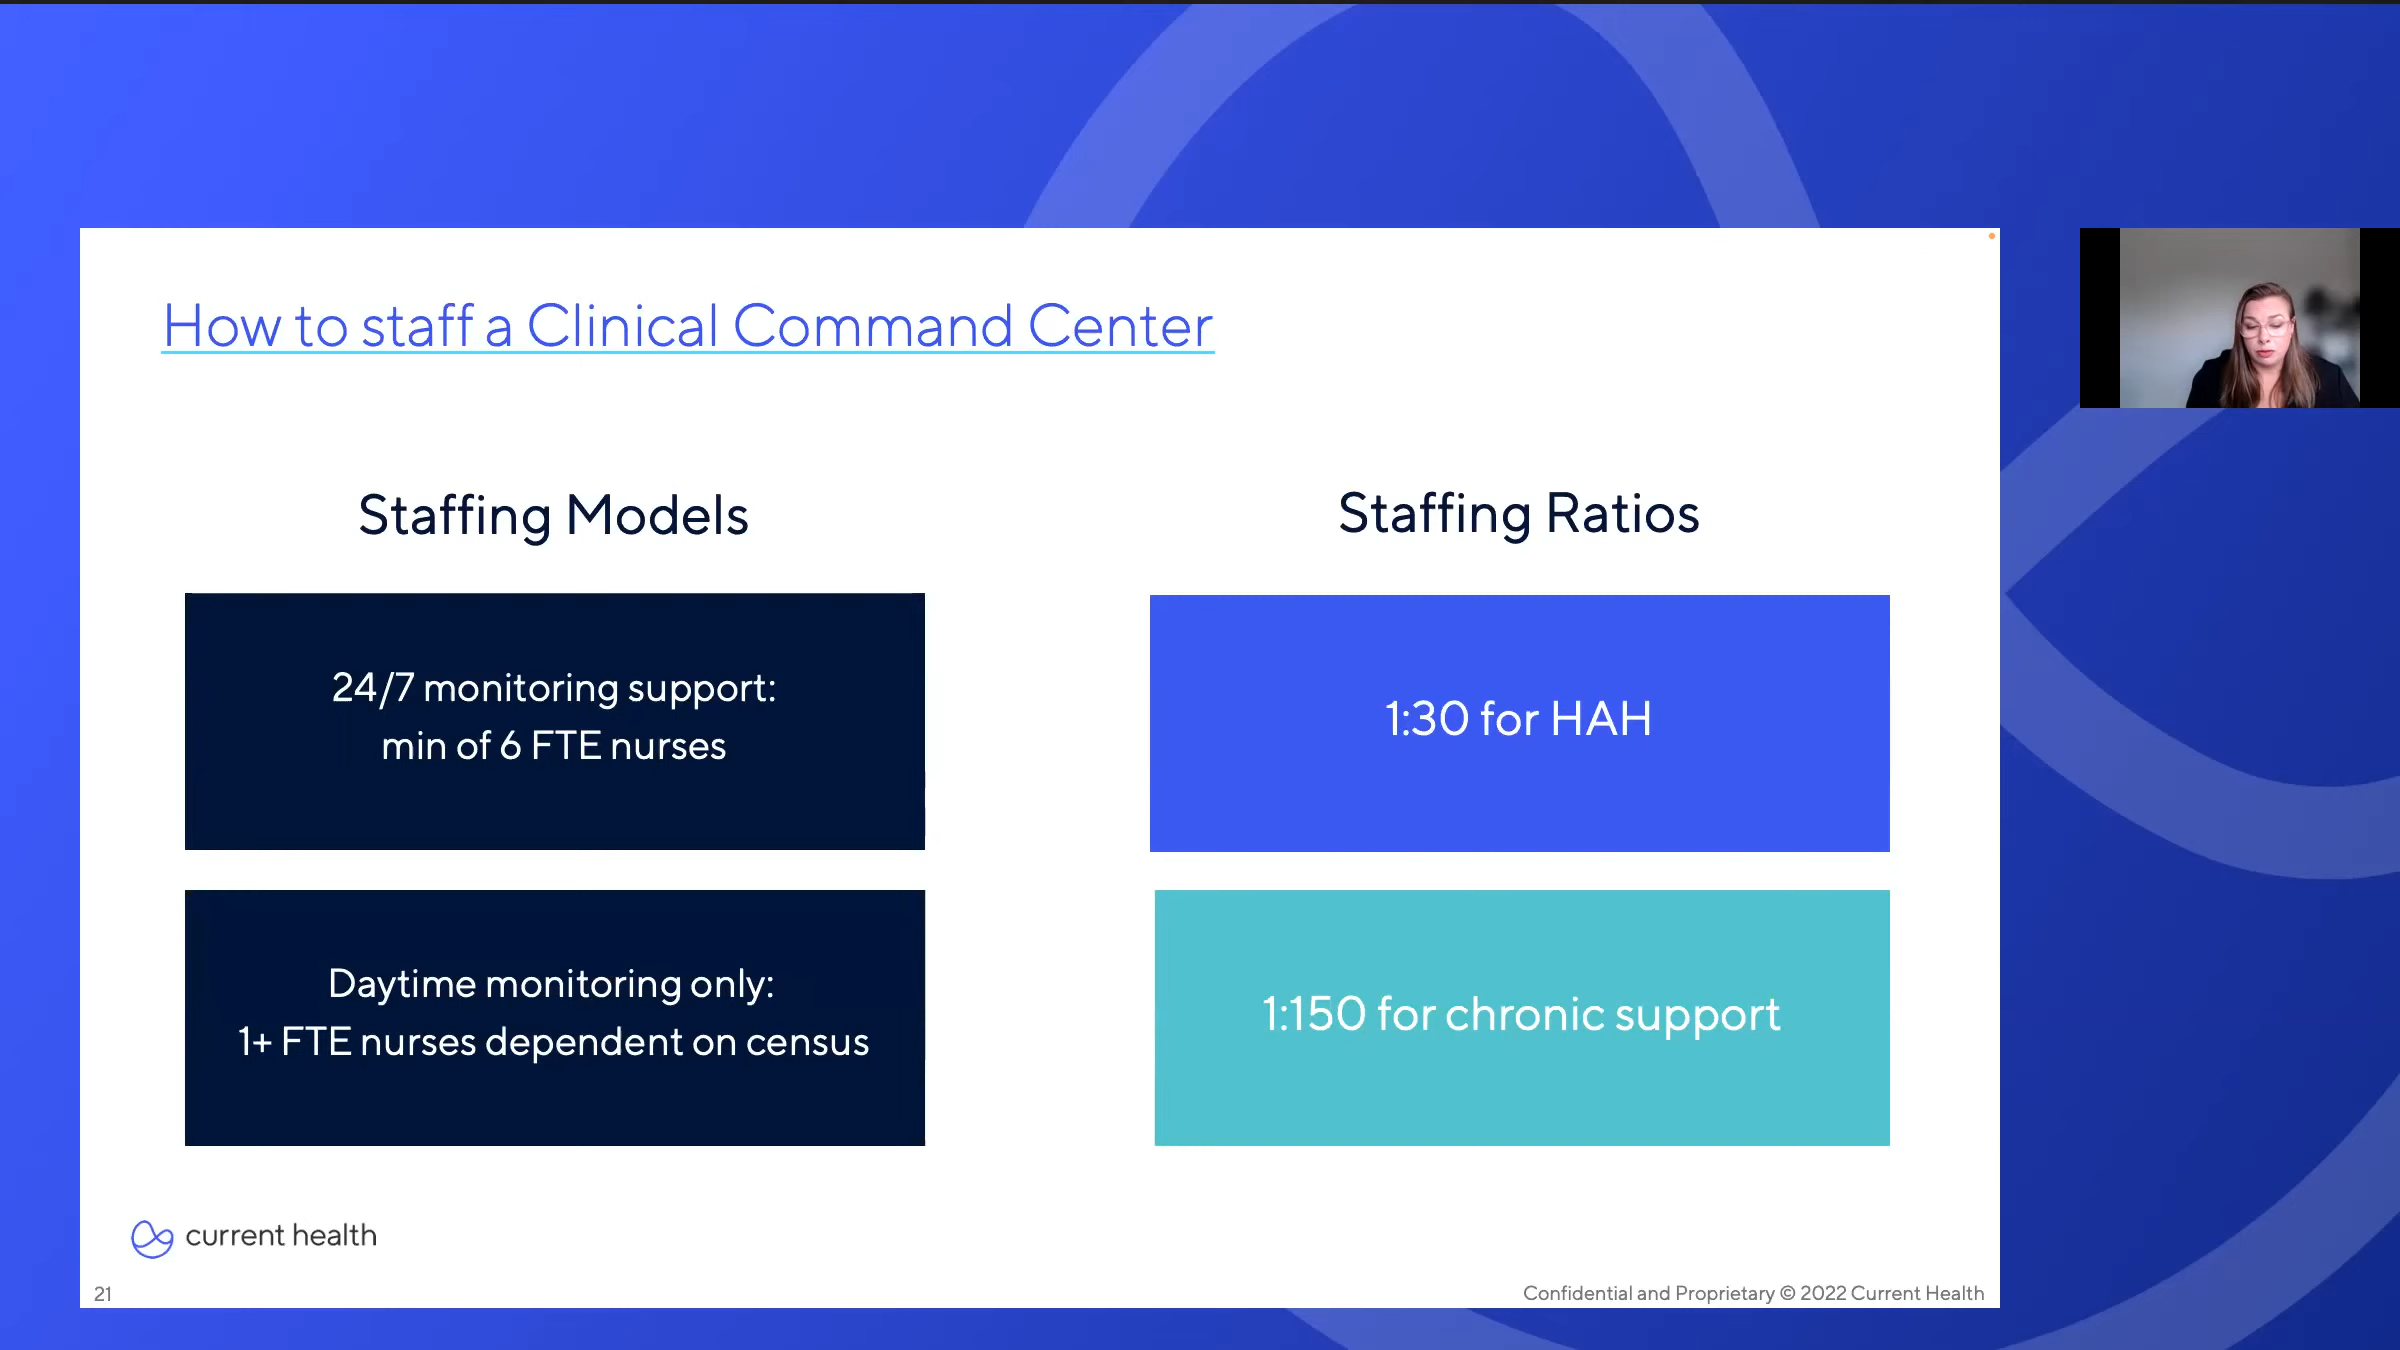 How to staff a Clinical Command Center
Staffing Models
24/7 monitoring support:
min of 6 FTE nurses
Daytime monitoring only:
1+ FTE nurses dependent on census
Staffing Ratios
1:30 for HAH
1:150 for chronic support
current health
21
Confidential and Proprietary © 2022 Current Health